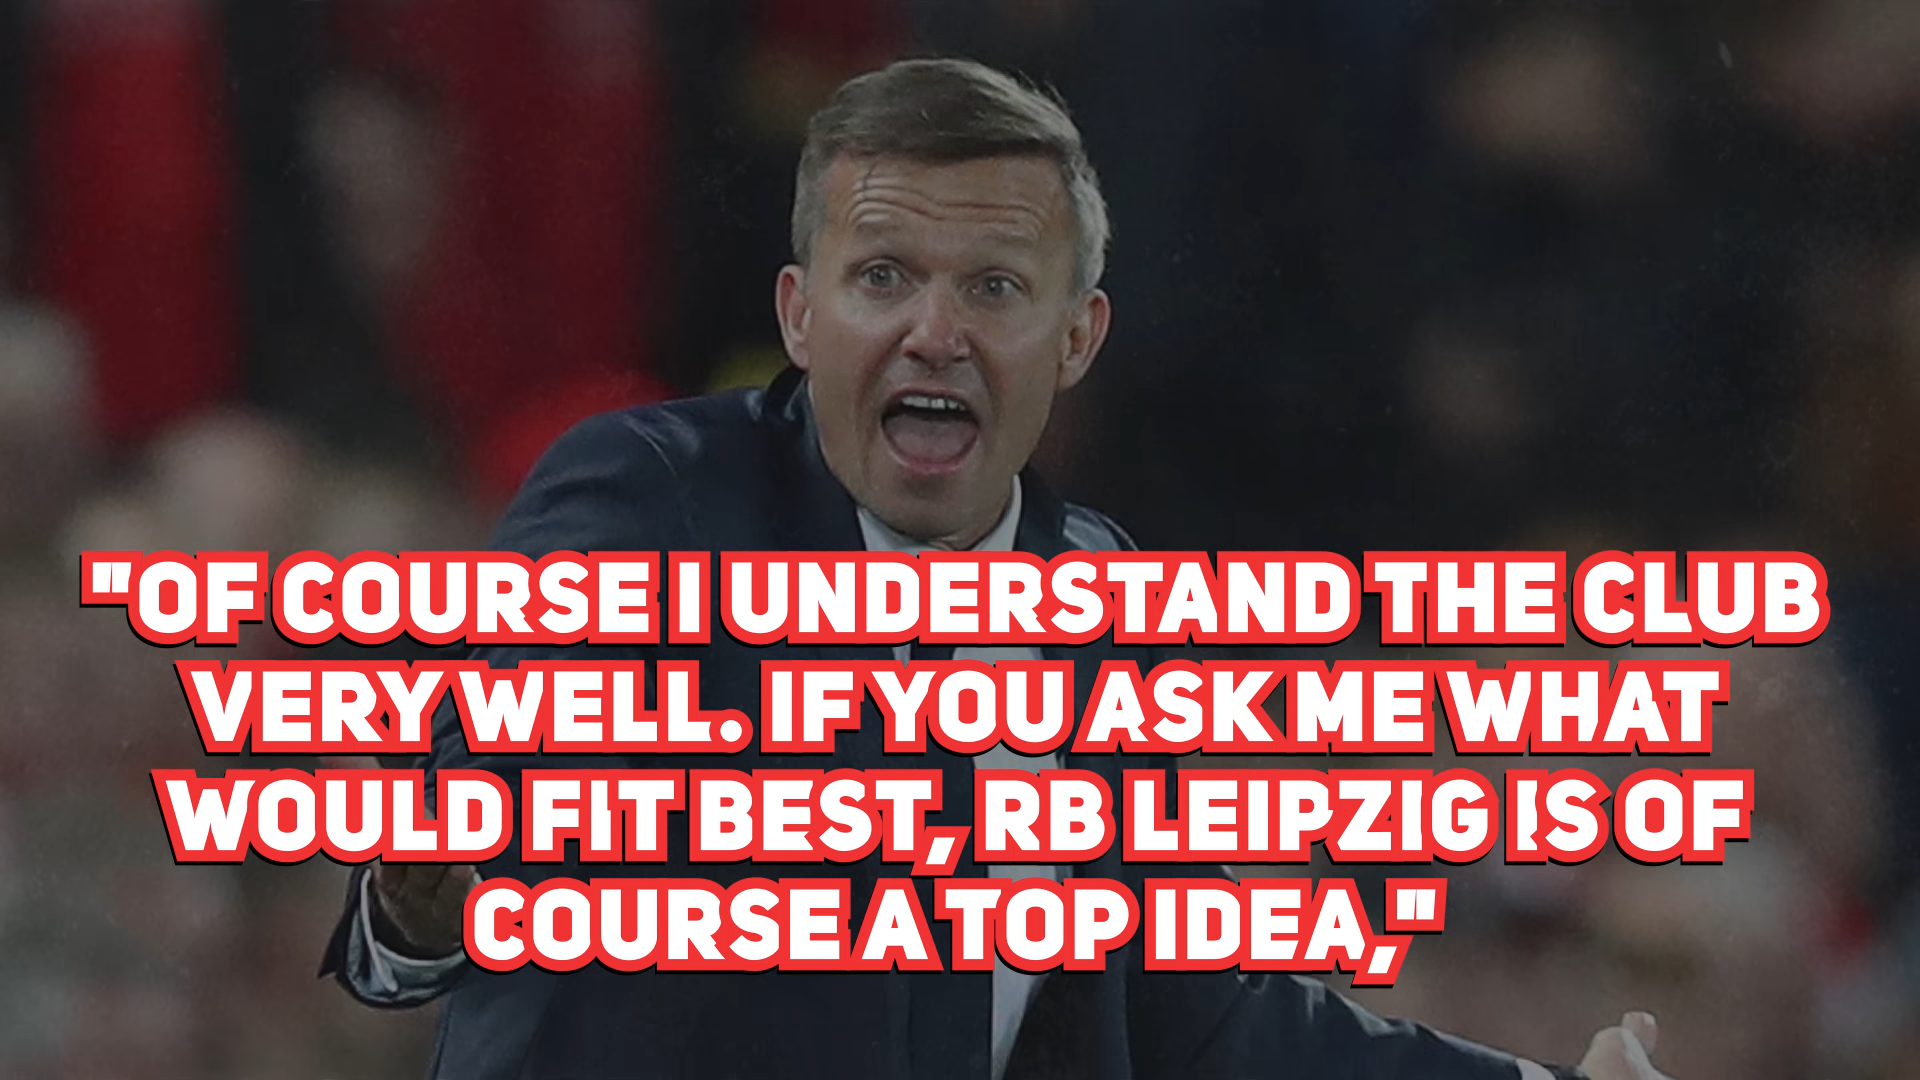 "OF COURSE I UNDERSTAND THE CLUB
VERY WELL. IF YOU ASK ME WHAT
WOULD FIT BEST, RB LEIPZIG IS OF
COURSE A TOP IDEA,"